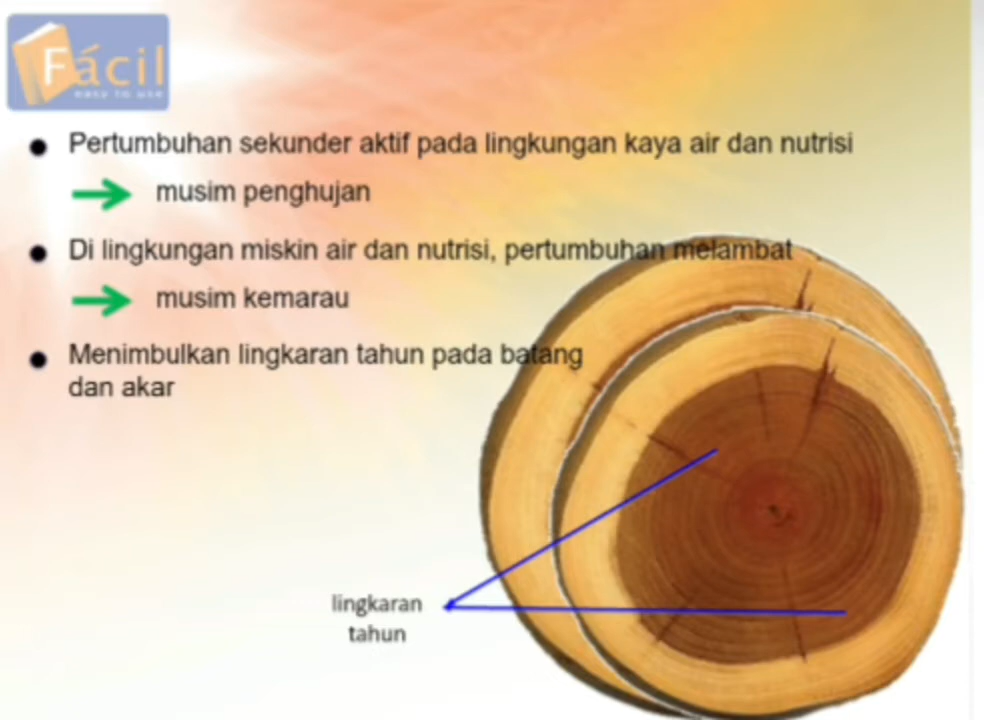 Fácil
easy to use
Pertumbuhan sekunder aktif pada lingkungan kaya air dan nutrisi
musim penghujan
Di lingkungan miskin air dan nutrisi, pertumbuhan melambat
musim kemarau
Menimbulkan lingkaran tahun pada batang
dan akar
lingkaran
tahun